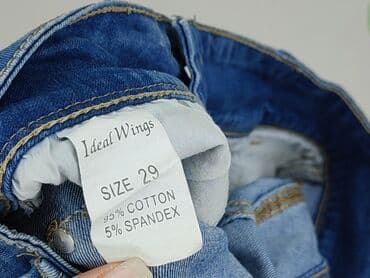 Ideal Wings
SIZE 29
95% COTTON
5% SPANDEX